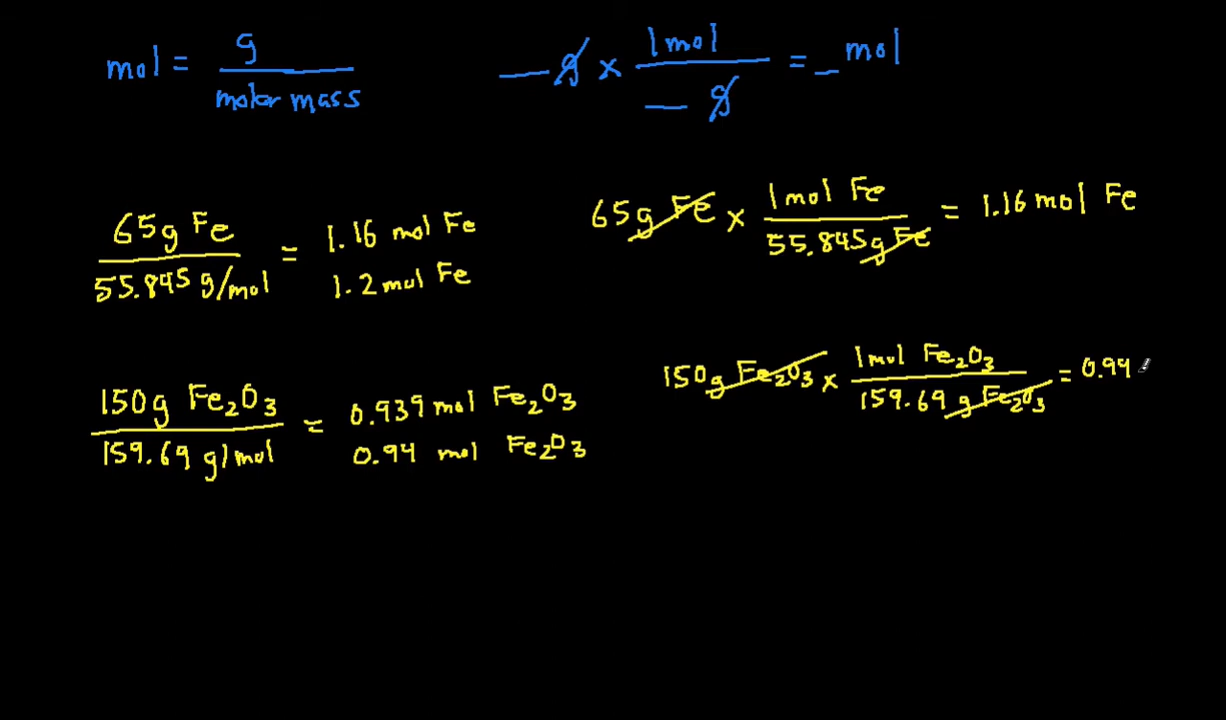 mol = g / molar mass
_ g × 1 mol / _ g = _ mol
65g Fe / 55.845 g/mol = 1.16 mol Fe
1.2 mol Fe
65g Fe × 1 mol Fe / 55.845g Fe = 1.16 mol Fe
150g Fe₂O₃ / 159.69 g/mol = 0.939 mol Fe₂O₃
0.94 mol Fe₂O₃
150g Fe₂O₃ × 1 mol Fe₂O₃ / 159.69 g Fe₂O₃ = 0.94